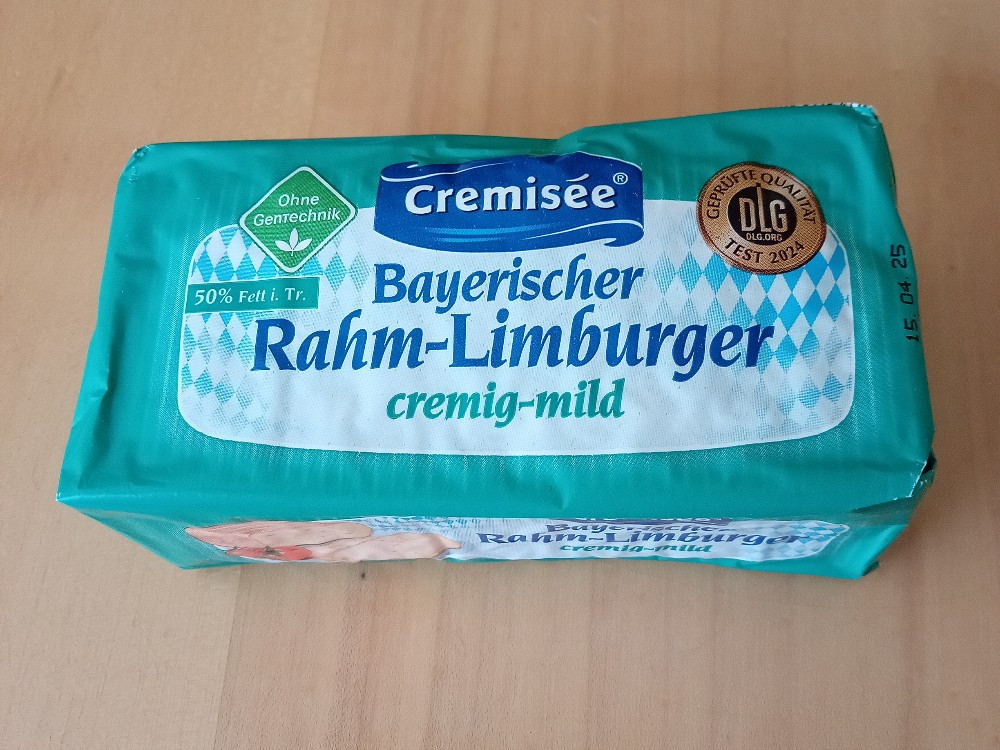 Ohne
GenTechnik
50% Fett i. Tr.
Cremisée®
Bayerischer
Rahm-Limburger
cremig-mild
GEPRÜFTE QUALITÄT
DLG
DLG.ORG
TEST 2024
15. 04 25
Bayerischer
Rahm-Limburger
cremig-mild